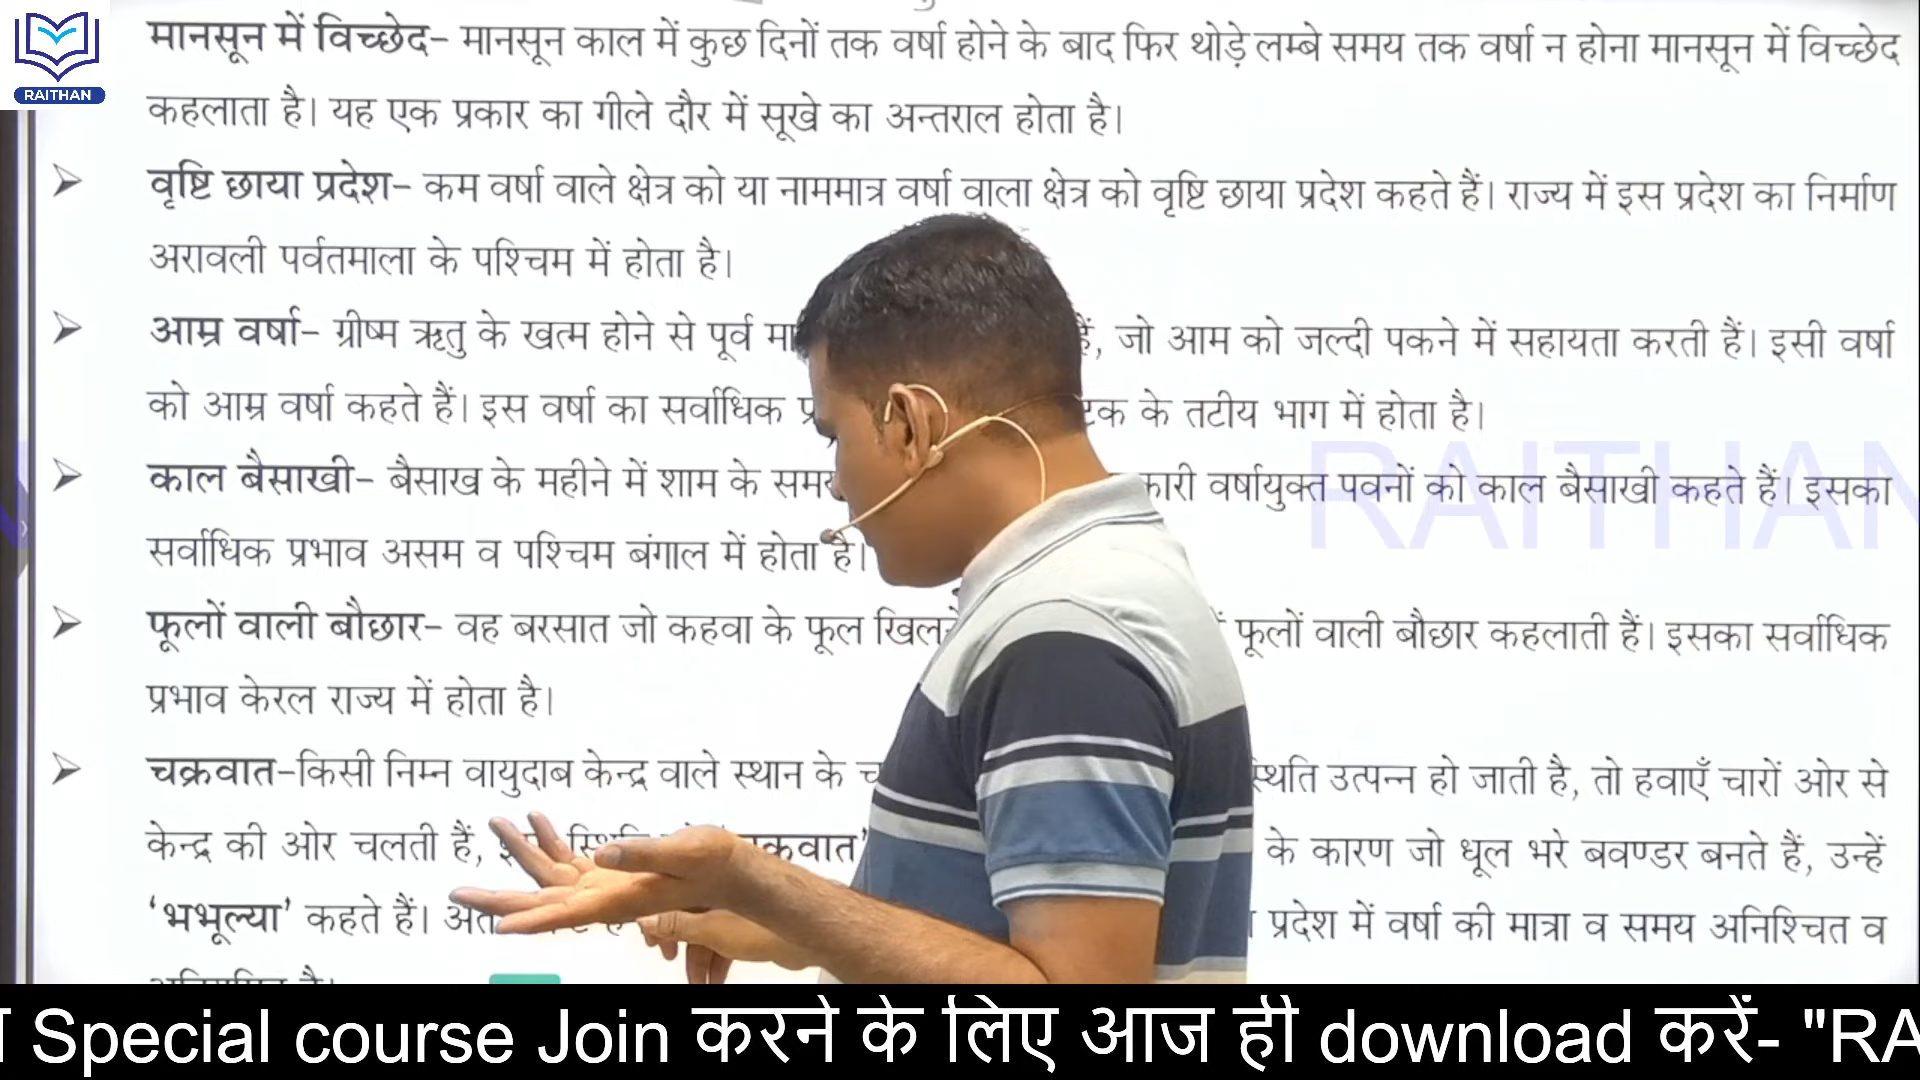 RAITHAN
मानसून में विच्छेद– मानसून काल में कुछ दिनों तक वर्षा होने के बाद फिर थोड़े लम्बे समय तक वर्षा न होना मानसून में विच्छेद
कहलाता है। यह एक प्रकार का गीले दौर में सूखे का अन्तराल होता है।
➢ वृष्टि छाया प्रदेश– कम वर्षा वाले क्षेत्र को या नाममात्र वर्षा वाला क्षेत्र को वृष्टि छाया प्रदेश कहते हैं। राज्य में इस प्रदेश का निर्माण
अरावली पर्वतमाला के पश्चिम में होता है।
➢ आम्र वर्षा– ग्रीष्म ऋतु के खत्म होने से पूर्व हैं, जो आम को जल्दी पकने में सहायता करती हैं। इसी वर्षा
को आम्र वर्षा कहते हैं। इस वर्षा का सर्वाधिक के तटीय भाग में होता है।
➢ काल बैसाखी– बैसाख के महीने में शाम के वर्षायुक्त पवनों को काल बैसाखी कहते हैं। इसका
सर्वाधिक प्रभाव असम व पश्चिम बंगाल में होता है।
RAITHAN
➢ फूलों वाली बौछार– वह बरसात जो कहवा के फूल फूलों वाली बौछार कहलाती हैं। इसका सर्वाधिक
प्रभाव केरल राज्य में होता है।
➢ चक्रवात–किसी निम्न वायुदाब केन्द्र वाले स्थान के उत्पन्न हो जाती है, तो हवाएँ चारों ओर से
केन्द्र की ओर चलती हैं, के कारण जो धूल भरे बवण्डर बनते हैं, उन्हें
‘भभूल्या’ कहते हैं। प्रदेश में वर्षा की मात्रा व समय अनिश्चित व
Special course Join करने के लिए आज ही download करें- "RA